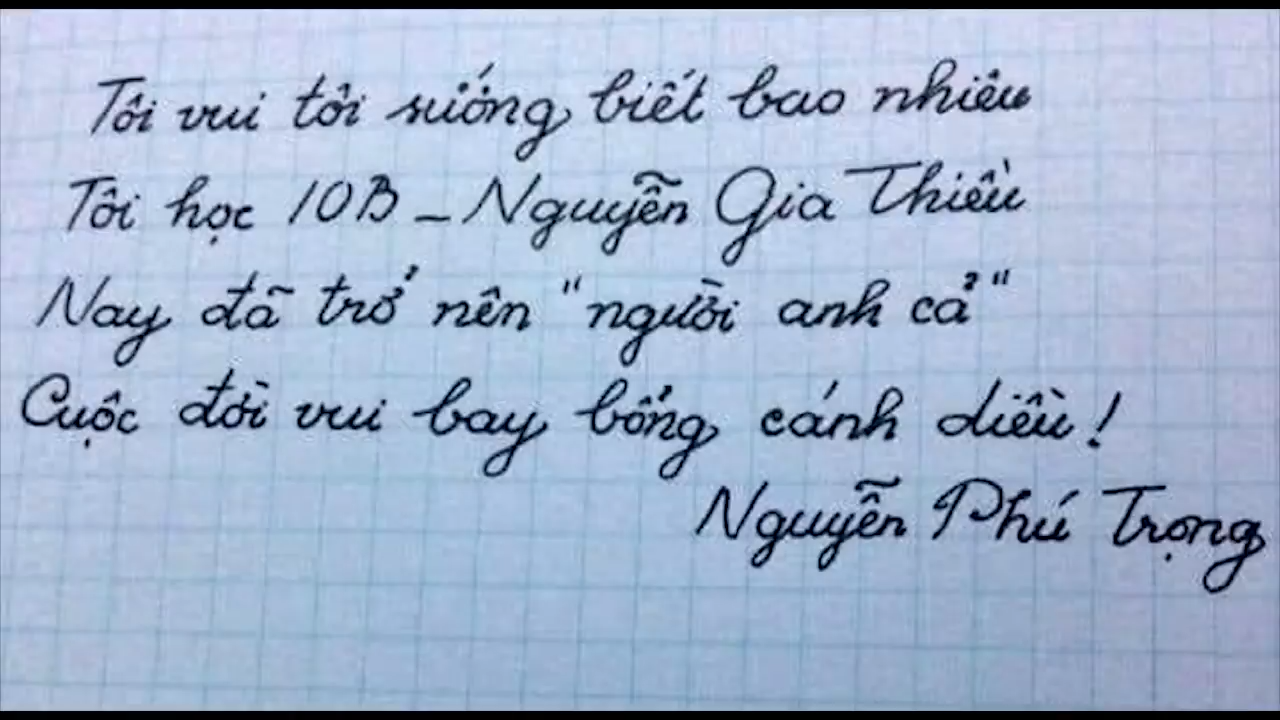 Tôi vui tôi sướng biết bao nhiêu
Tôi học 10B - Nguyễn Gia Thiều
Nay đã trở nên "người anh cả"
Cuộc đời vui bay bổng cánh diều!
Nguyễn Phú Trọng